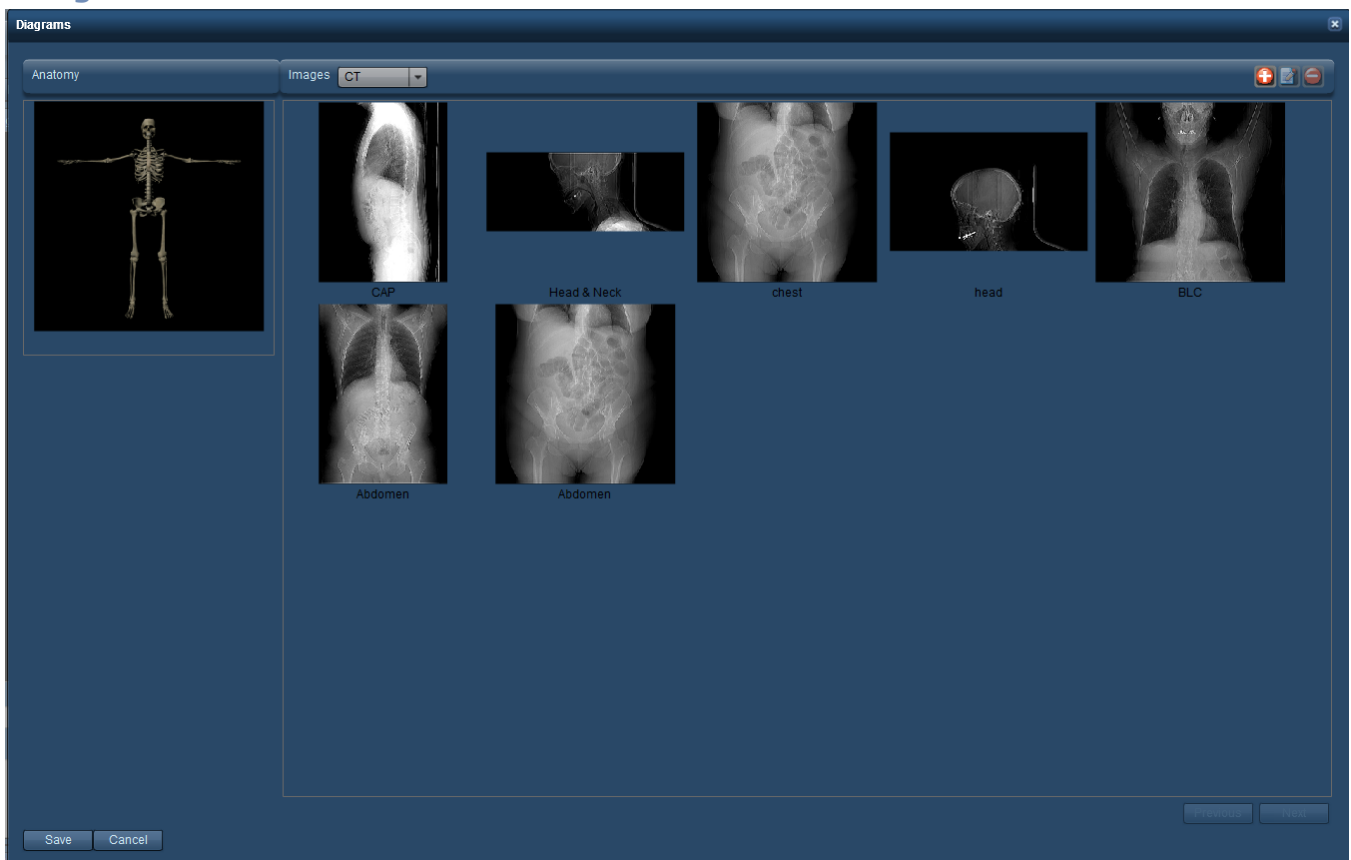 Diagrams
Anatomy
Images CT
CAP Head & Neck chest head BLC
Abdomen Abdomen
Previous Next
Save Cancel